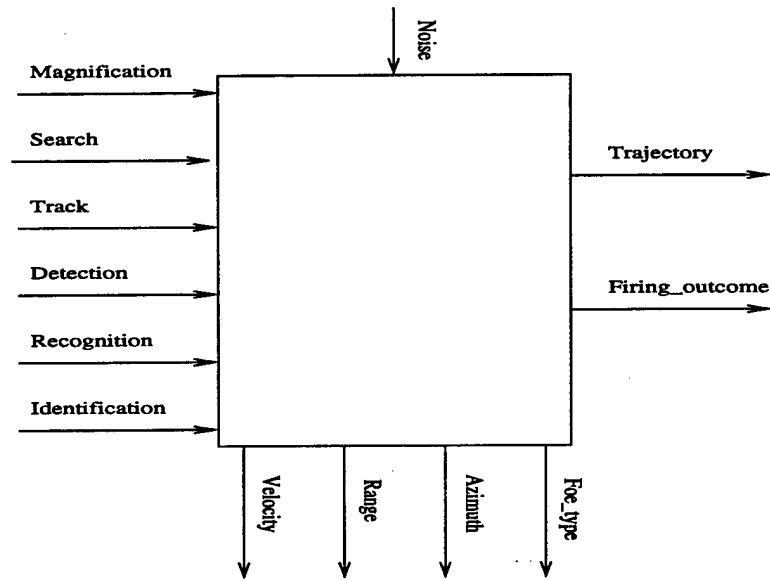 Noise
Magnification
Search
Track
Detection
Recognition
Identification
Trajectory
Firing_outcome
Velocity
Range
Azimuth
Foe_type